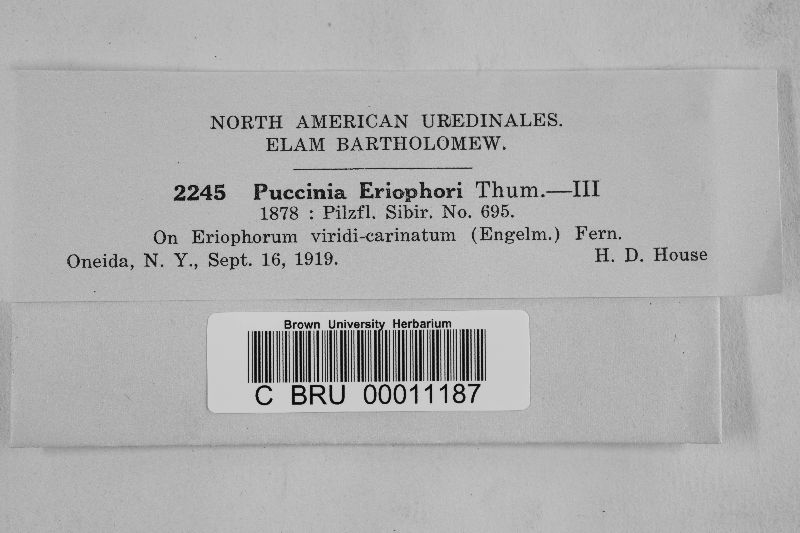 NORTH AMERICAN UREDINALES.
ELAM BARTHOLOMEW.
2245 Puccinia Eriophori Thum.—III
1878 : Pilzfl. Sibir. No. 695.
On Eriophorum viridi-carinatum (Engelm.) Fern.
Oneida, N. Y., Sept. 16, 1919. H. D. House
Brown University Herbarium
C BRU 00011187